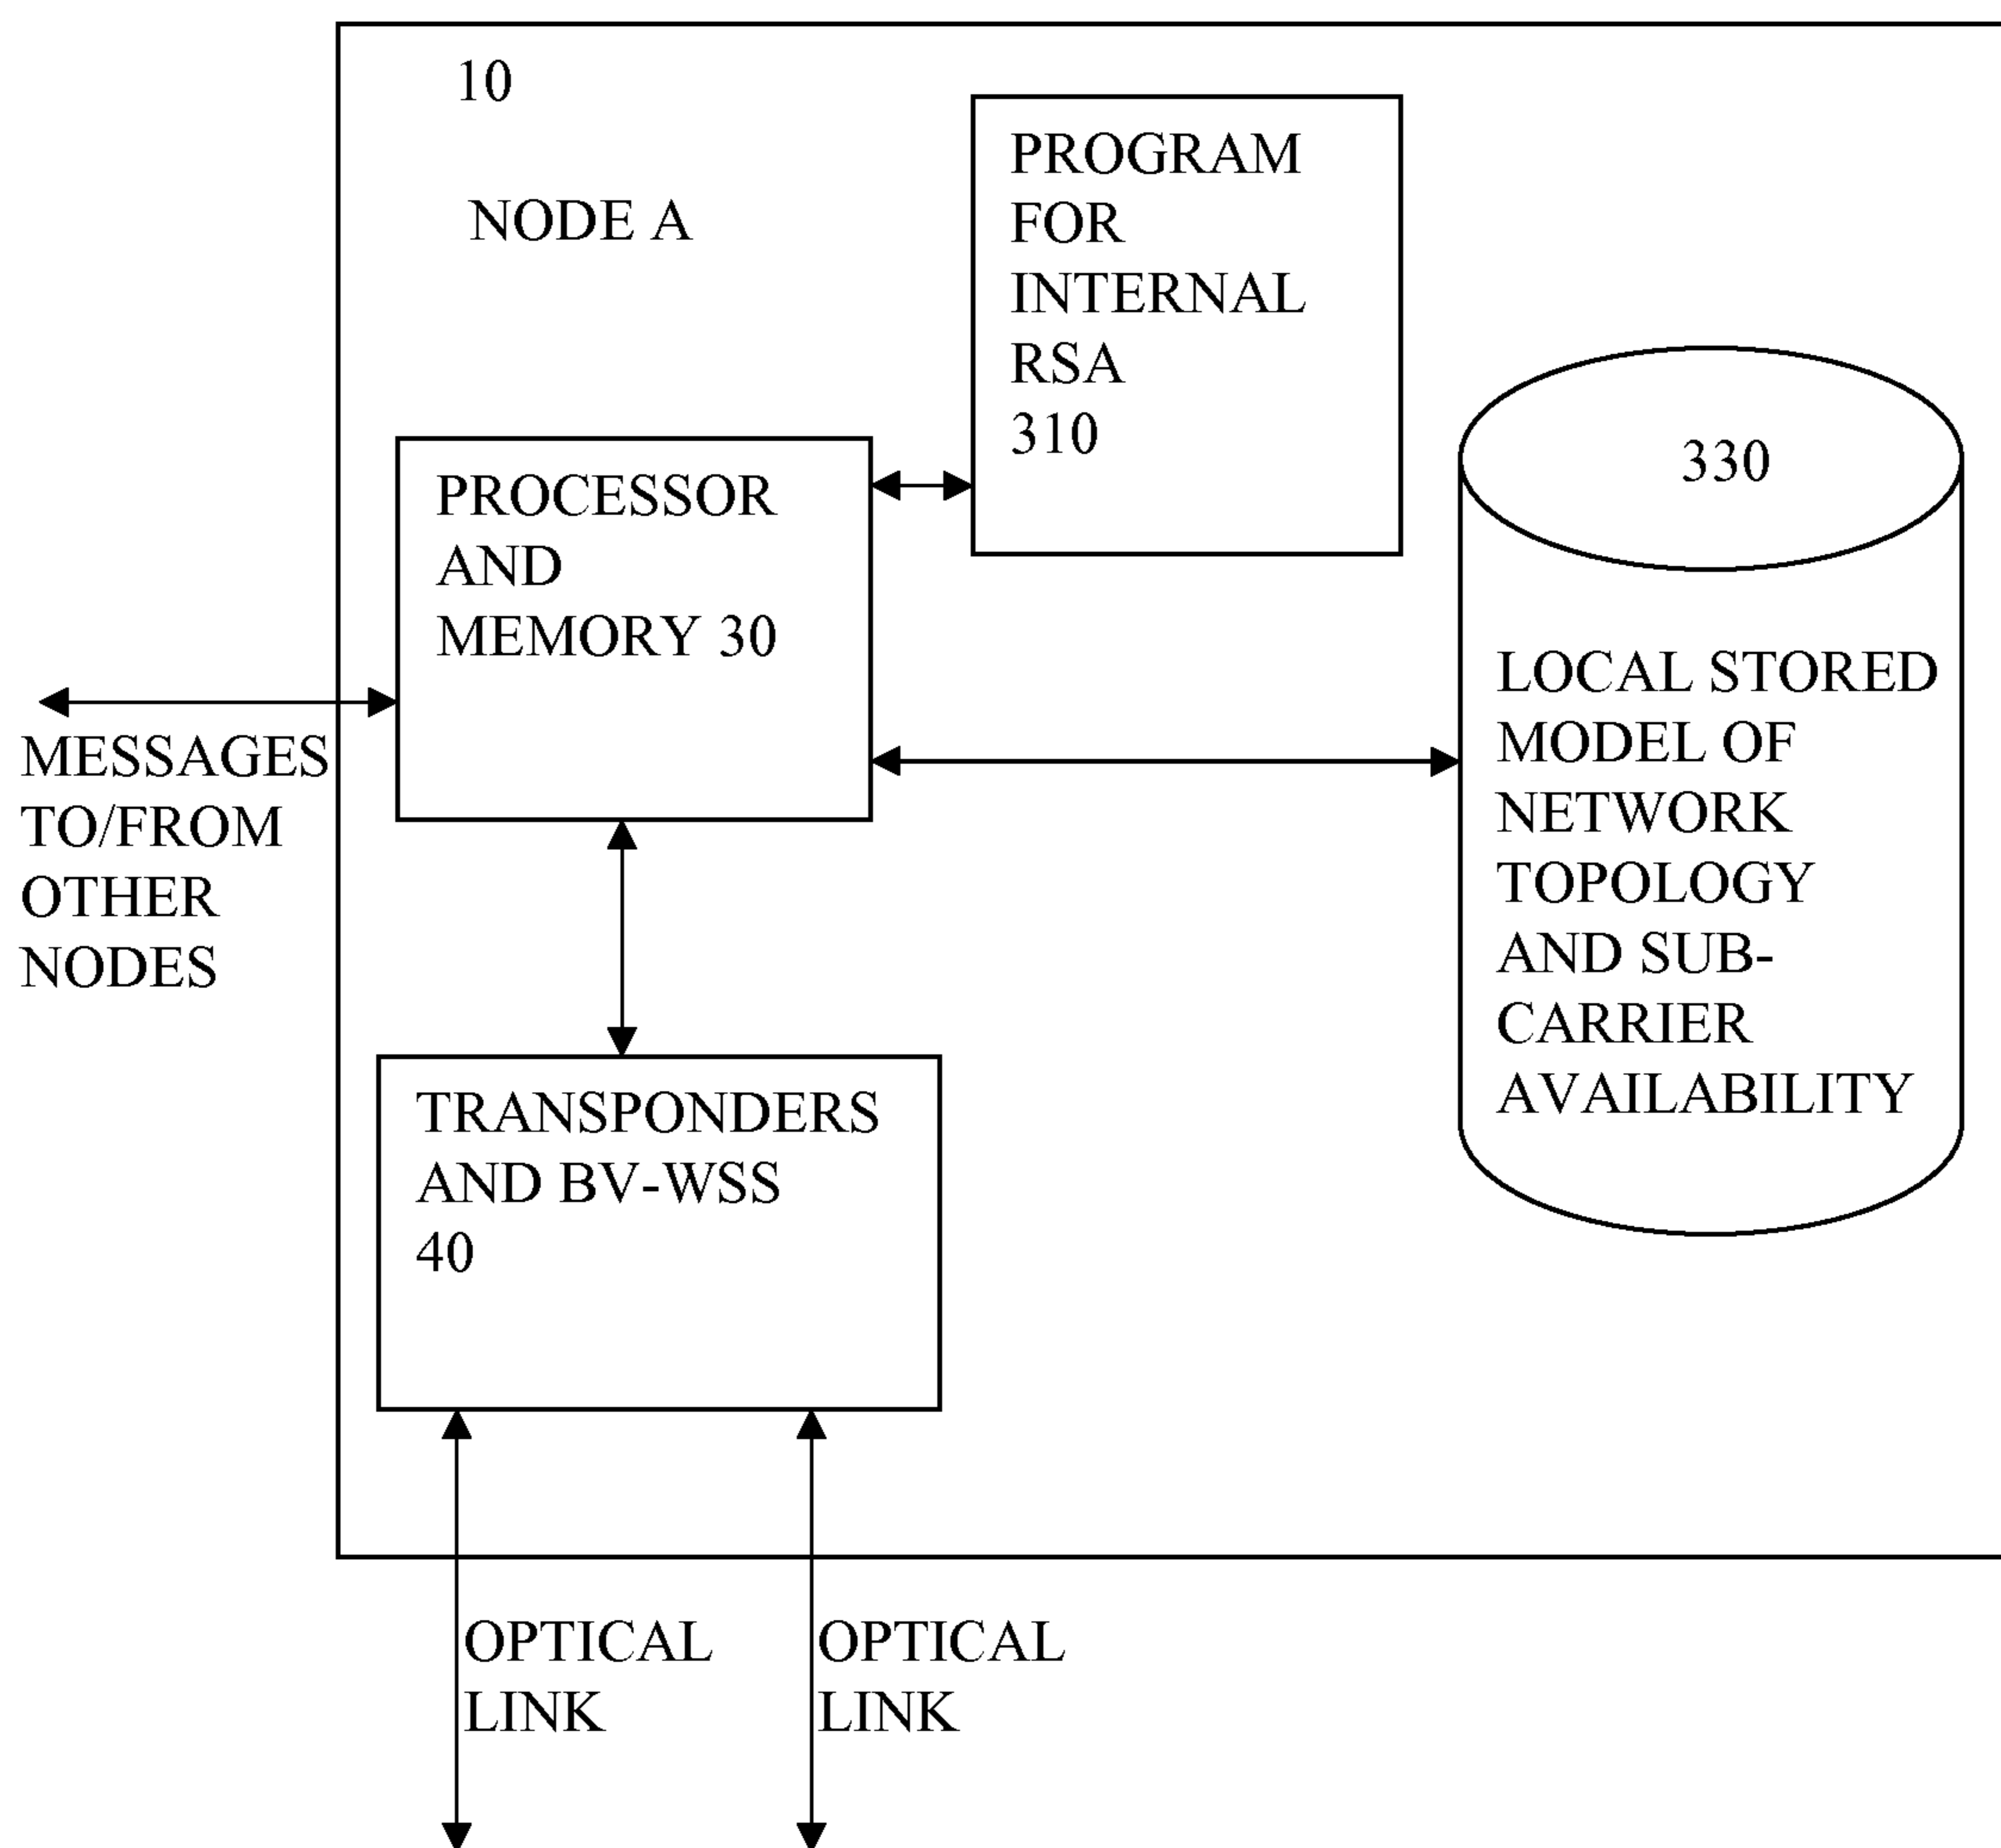 10
NODE A
PROGRAM
FOR
INTERNAL
RSA
310
PROCESSOR
AND
MEMORY 30
330
LOCAL STORED
MODEL OF
NETWORK
TOPOLOGY
AND SUB-
CARRIER
AVAILABILITY
MESSAGES
TO/FROM
OTHER
NODES
TRANSPONDERS
AND BV-WSS
40
OPTICAL
LINK
OPTICAL
LINK